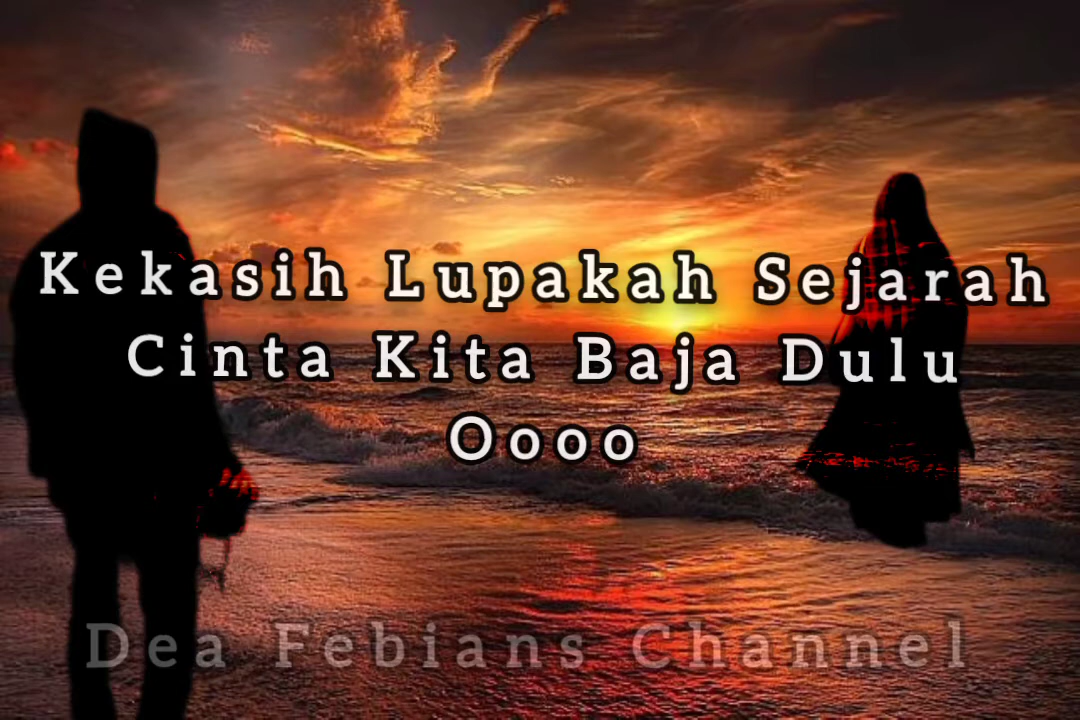 Kekasih Lupakah Sejarah
Cinta Kita Baja Dulu
Oooo
Dea Febians Channel